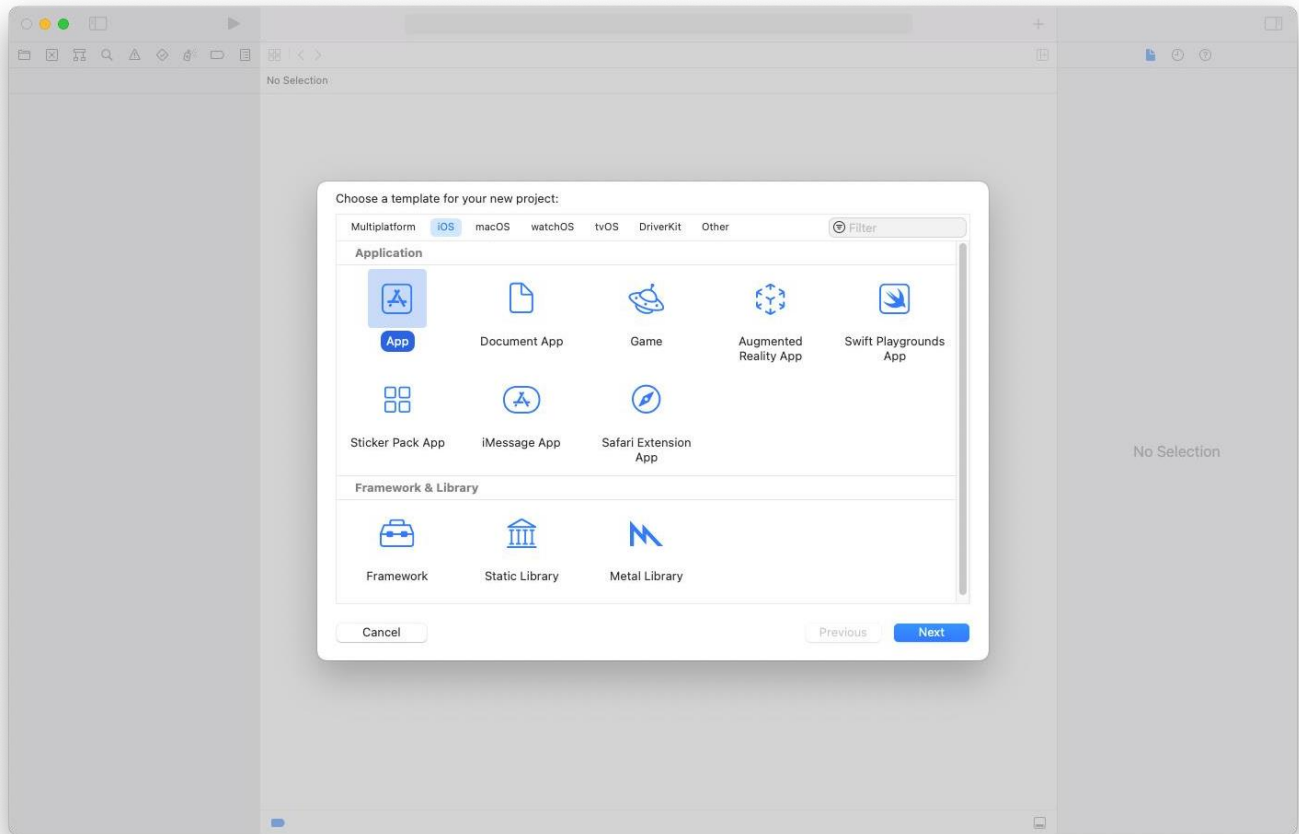 No Selection
Choose a template for your new project:
Multiplatform iOS macOS watchOS tvOS DriverKit Other Filter
Application
App Document App Game Augmented Reality App Swift Playgrounds App
Sticker Pack App iMessage App Safari Extension App
No Selection
Framework & Library
Framework Static Library Metal Library
Cancel Previous Next